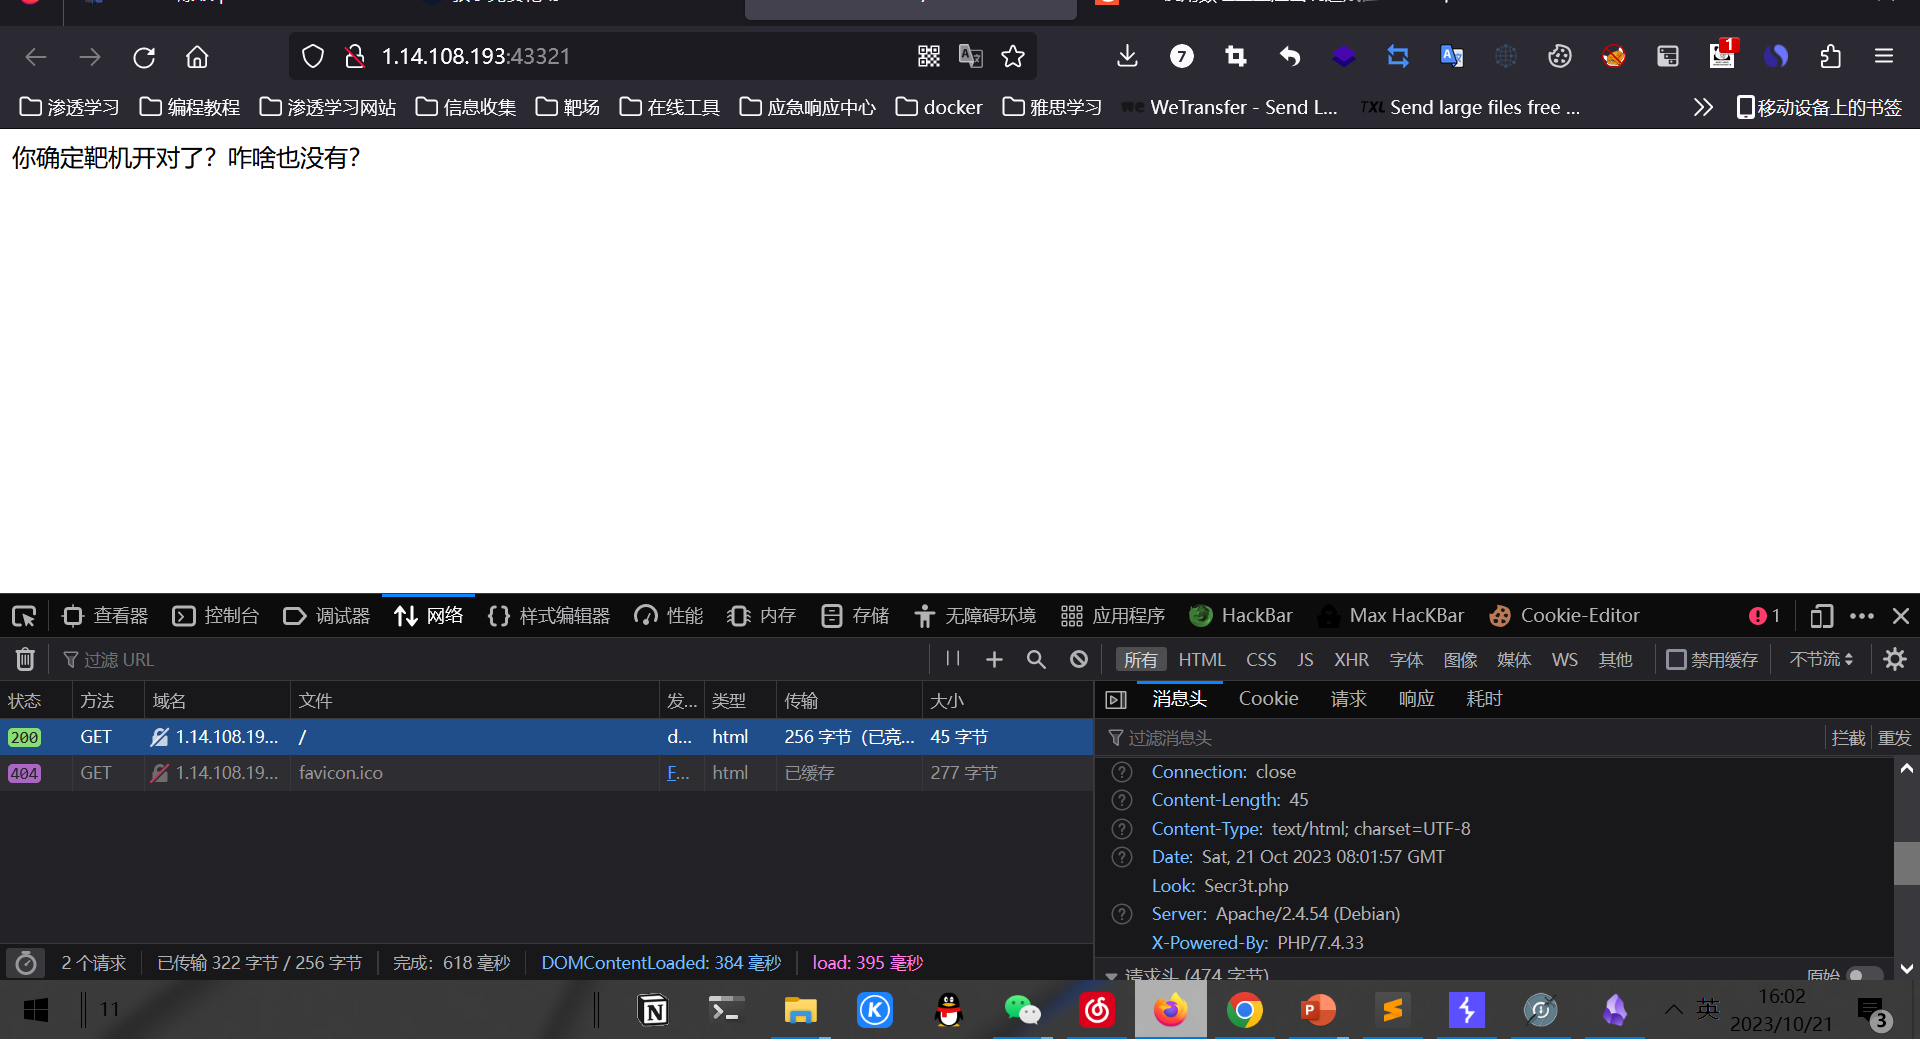 1.14.108.193:43321
7
1
渗透学习 编程教程 渗透学习网站 信息收集 靶场 在线工具 应急响应中心 docker 雅思学习 WeTransfer - Send L... TXL Send large files free ... 移动设备上的书签
你确定靶机开对了？咋啥也没有？
查看器 控制台 调试器 网络 样式编辑器 性能 内存 存储 无障碍环境 应用程序 HackBar Max HacKBar Cookie-Editor 1
过滤 URL 所有 HTML CSS JS XHR 字体 图像 媒体 WS 其他 禁用缓存 不节流
状态 方法 域名 文件 发... 类型 传输 大小
200 GET 1.14.108.19... / d... html 256 字节（已竞... 45 字节
404 GET 1.14.108.19... favicon.ico F... html 已缓存 277 字节
消息头 Cookie 请求 响应 耗时
过滤消息头 拦截 重发
Connection: close
Content-Length: 45
Content-Type: text/html; charset=UTF-8
Date: Sat, 21 Oct 2023 08:01:57 GMT
Look: Secr3t.php
Server: Apache/2.4.54 (Debian)
X-Powered-By: PHP/7.4.33
请求头 (474 字节) 原始
2 个请求 已传输 322 字节 / 256 字节 完成：618 毫秒 DOMContentLoaded: 384 毫秒 load: 395 毫秒
11 英 16:02
2023/10/21 3